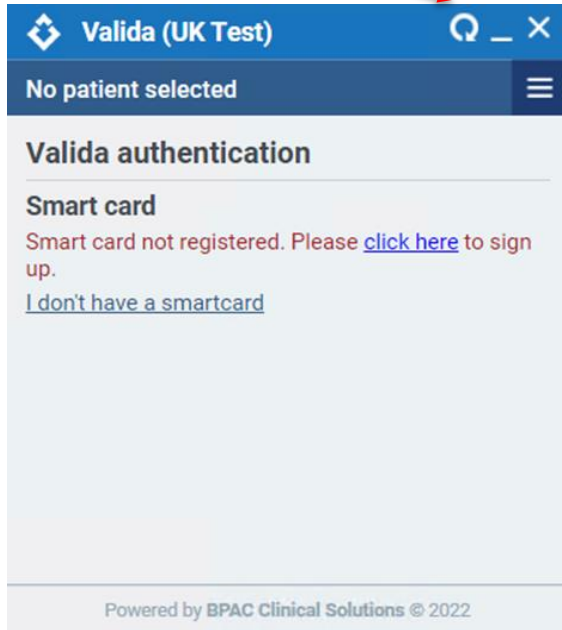 Valida (UK Test)
No patient selected
Valida authentication
Smart card
Smart card not registered. Please click here to sign
up.
I don't have a smartcard
Powered by BPAC Clinical Solutions © 2022